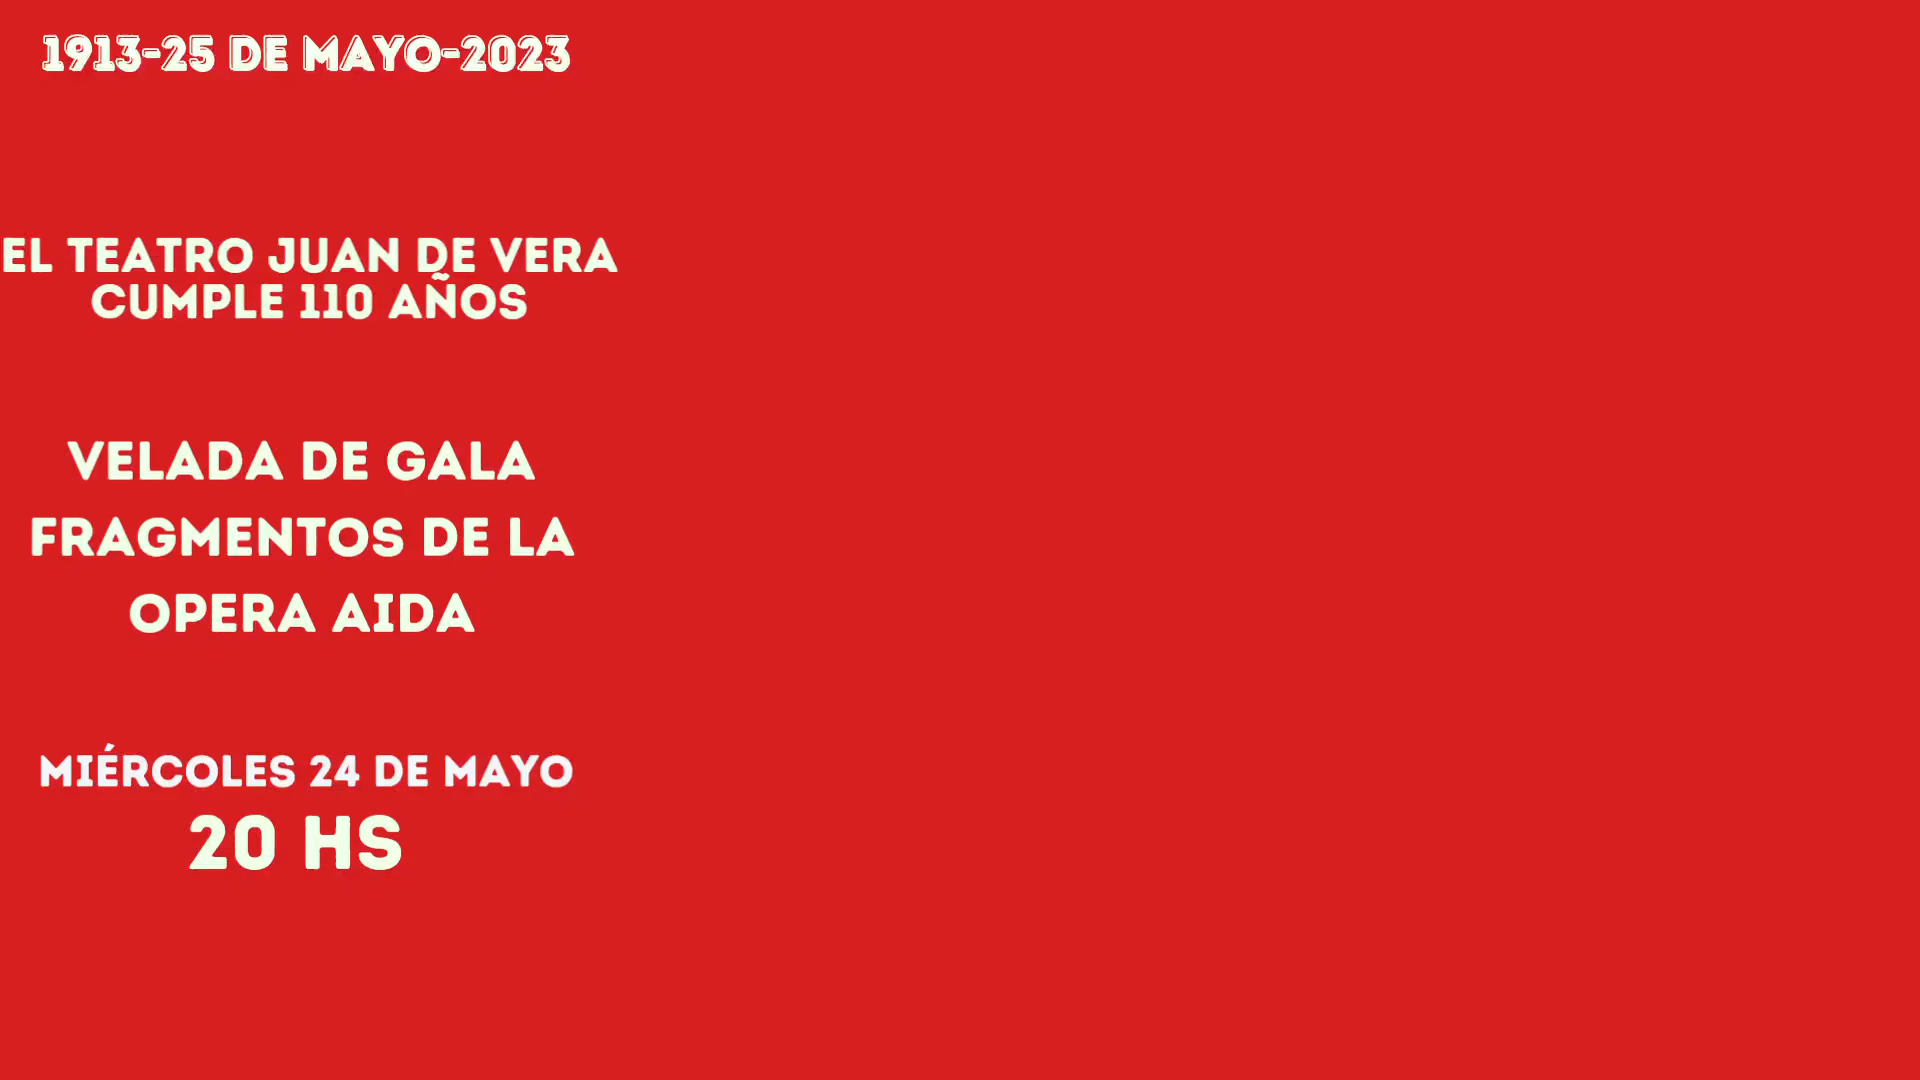 1913-25 DE MAYO-2023
EL TEATRO JUAN DE VERA
CUMPLE 110 AÑOS
VELADA DE GALA
FRAGMENTOS DE LA
OPERA AIDA
MIÉRCOLES 24 DE MAYO
20 HS